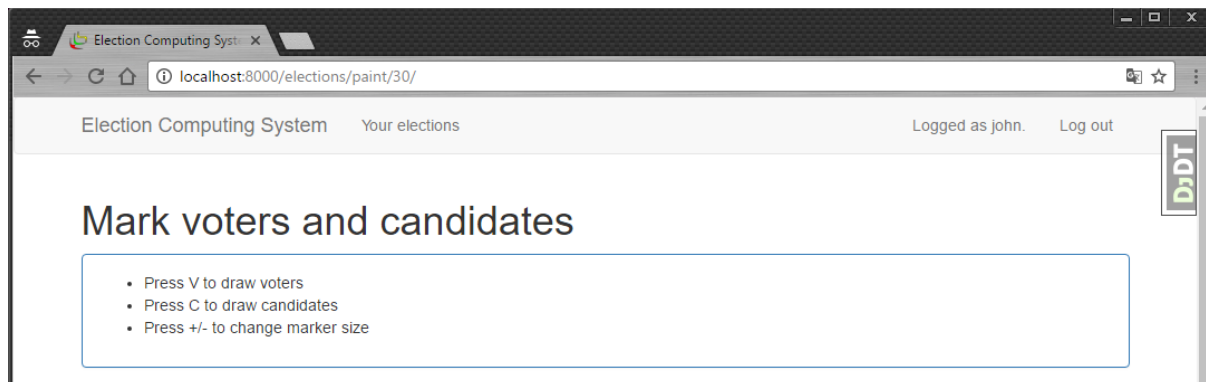 Election Computing Syst
localhost:8000/elections/paint/30/
Election Computing System Your elections Logged as john. Log out
DjDT
Mark voters and candidates
• Press V to draw voters
• Press C to draw candidates
• Press +/- to change marker size